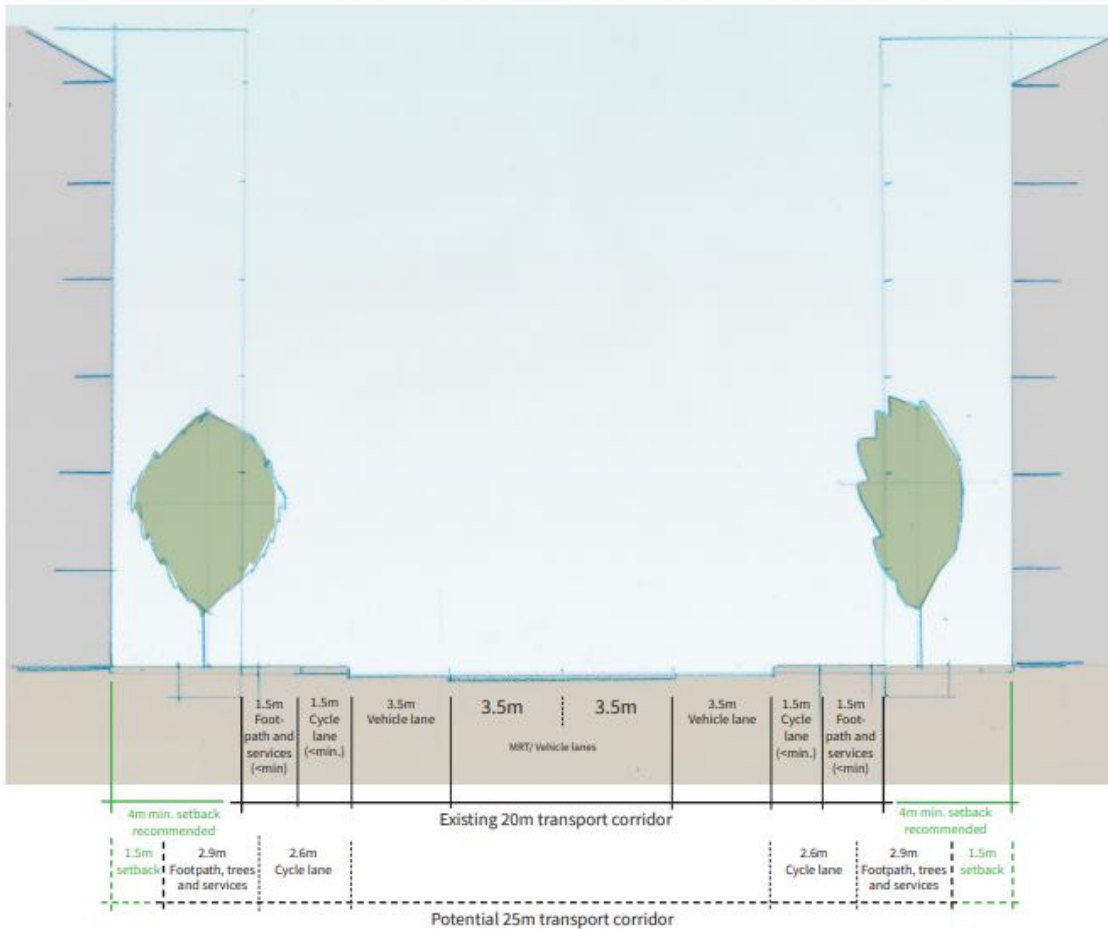 1.5m
Foot-
path and
services
(<min)
1.5m
Cycle
lane
(<min.)
3.5m
Vehicle lane
3.5m
3.5m
MRT/ Vehicle lanes
3.5m
Vehicle lane
1.5m
Cycle
lane
(<min.)
1.5m
Foot-
path and
services
(<min)
4m min. setback
recommended
Existing 20m transport corridor
4m min. setback
recommended
1.5m
setback
2.9m
Footpath, trees
and services
2.6m
Cycle lane
2.6m
Cycle lane
2.9m
Footpath, trees
and services
1.5m
setback
Potential 25m transport corridor